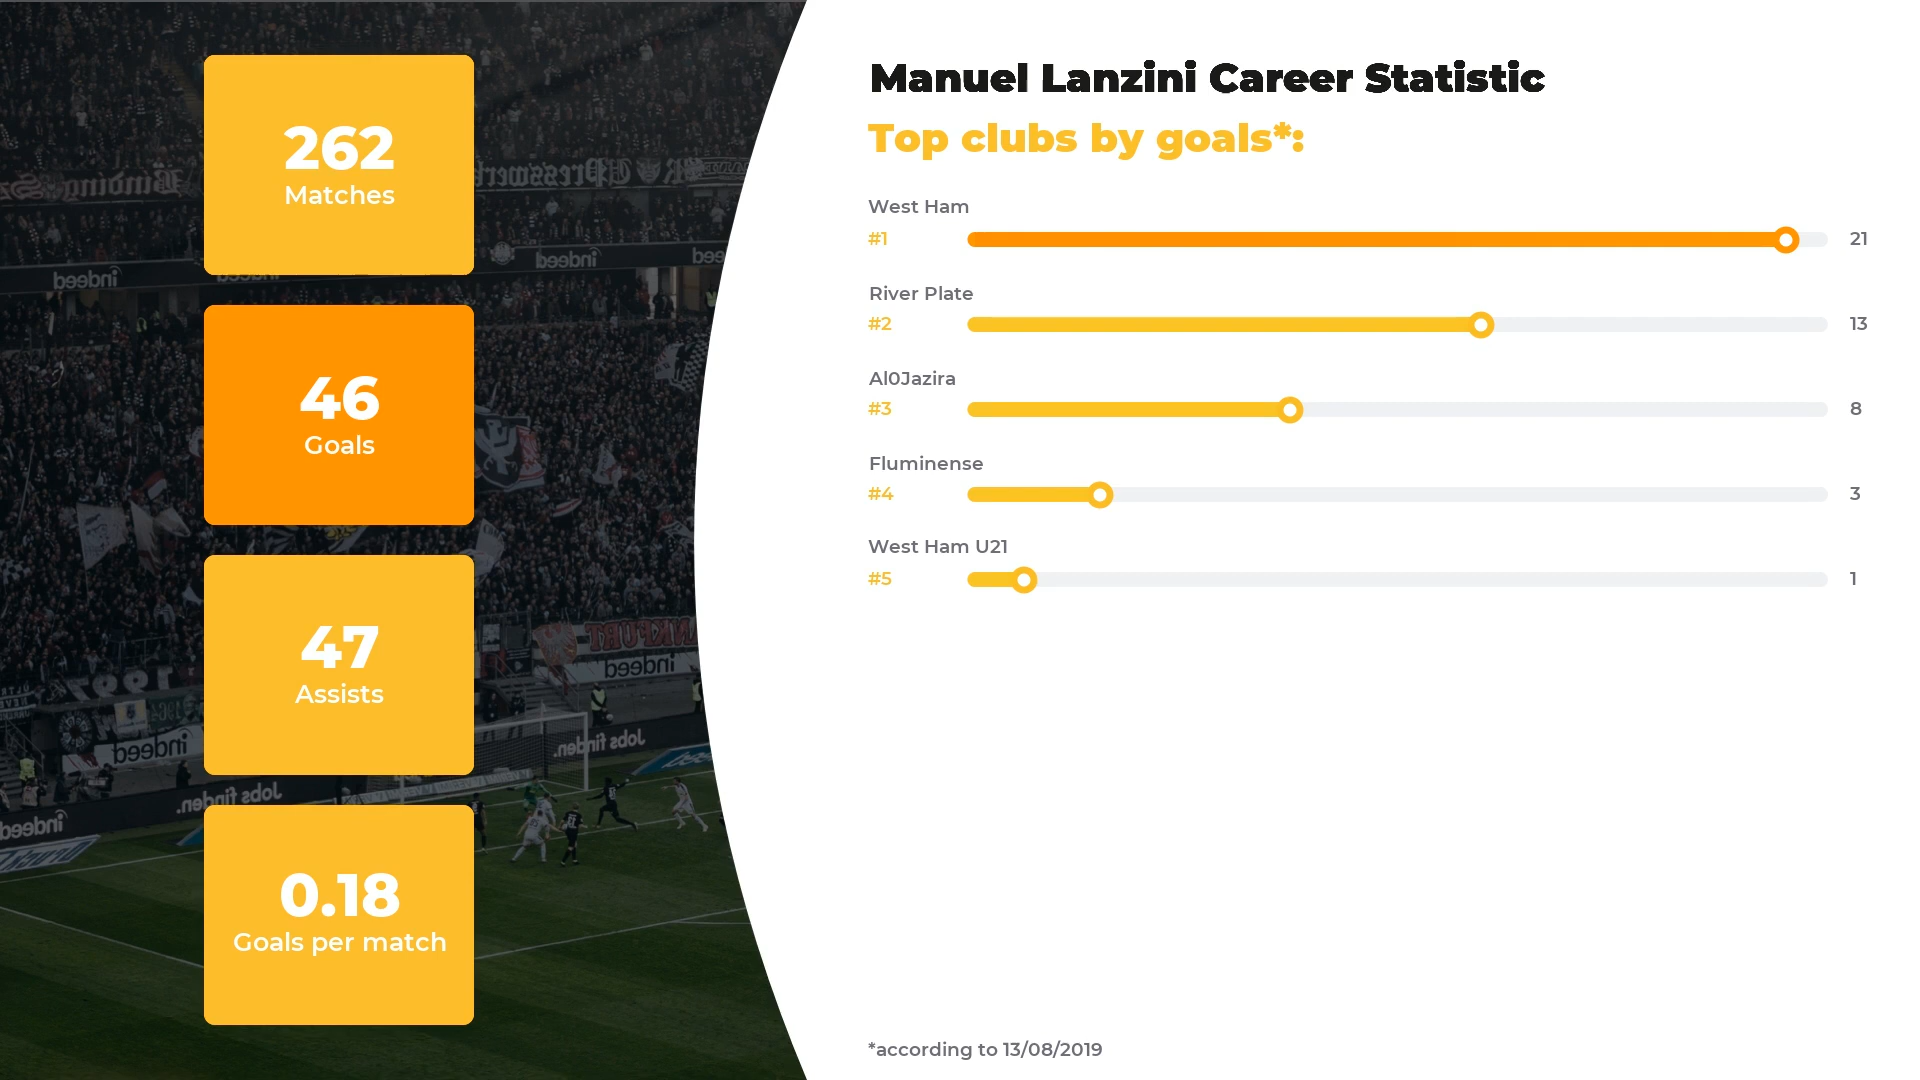 262
Matches
46
Goals
47
Assists
0.18
Goals per match
Manuel Lanzini Career Statistic
Top clubs by goals*:
West Ham
#1 21
River Plate
#2 13
Al0Jazira
#3 8
Fluminense
#4 3
West Ham U21
#5 1
*according to 13/08/2019